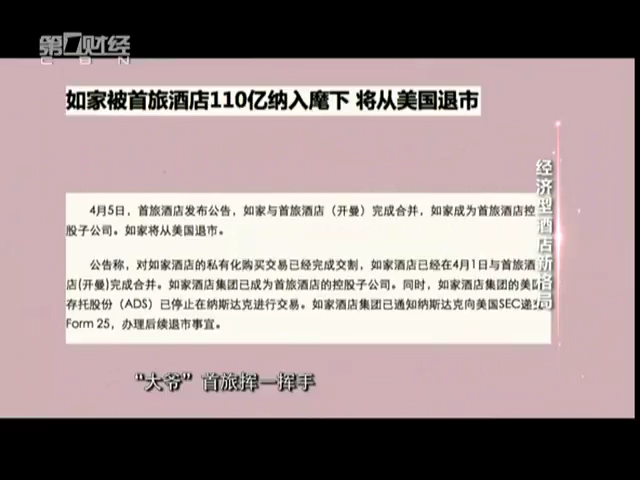 第一财经
CBN
如家被首旅酒店110亿纳入麾下 将从美国退市
4月5日，首旅酒店发布公告，如家与首旅酒店（开曼）完成合并，如家成为首旅酒店控
股子公司。如家将从美国退市。
公告称，对如家酒店的私有化购买交易已经完成交割，如家酒店已经在4月1日与首旅酒
店(开曼)完成合并。如家酒店集团已成为首旅酒店的控股子公司。同时，如家酒店集团的美国
存托股份（ADS）已停止在纳斯达克进行交易。如家酒店集团已通知纳斯达克向美国SEC递交
Form 25，办理后续退市事宜。
经济型酒店新格局
“大爷”首旅挥一挥手